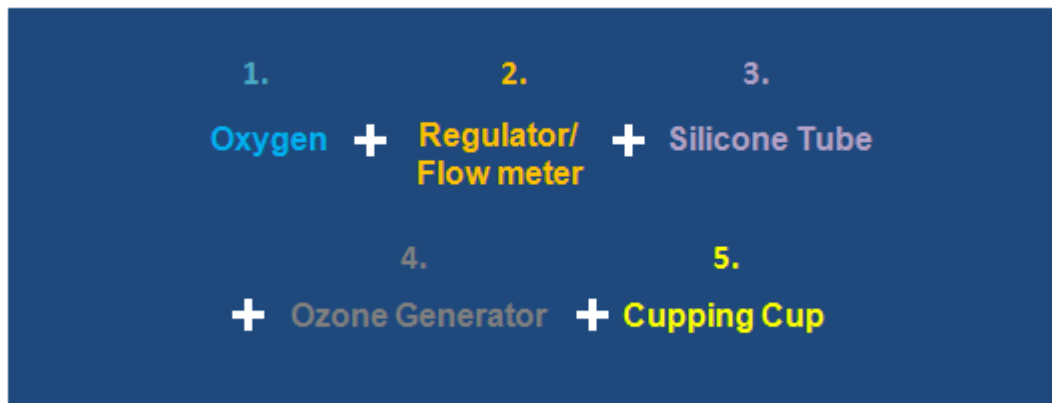 1. 2. 3.
Oxygen + Regulator/ Flow meter + Silicone Tube
4. 5.
+ Ozone Generator + Cupping Cup